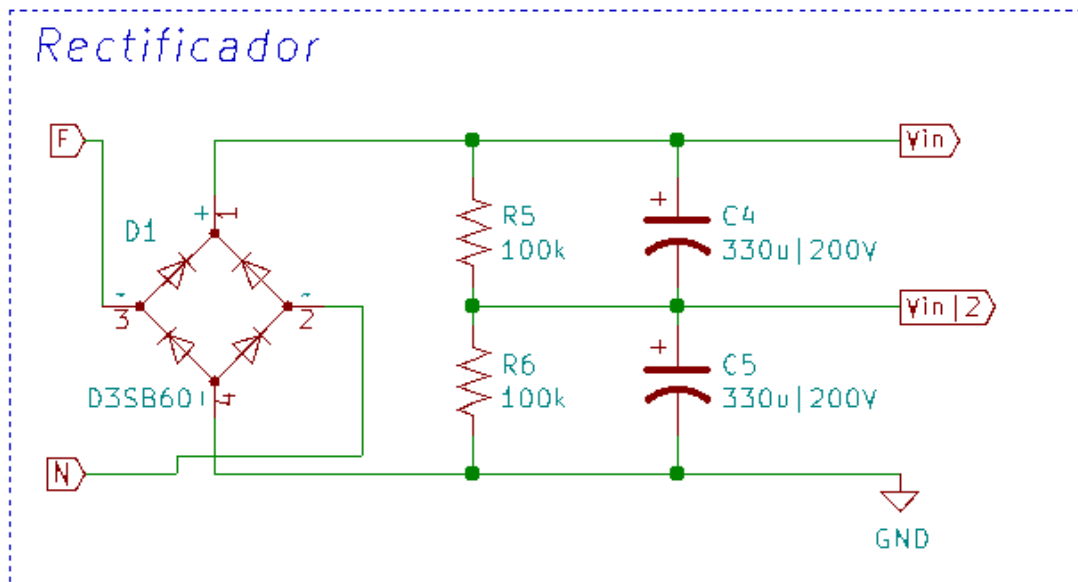 Rectificador
F
Vin
+ 1
D1
R5
100k
+
C4
330u|200V
~
3
~
2
Vin|2
D3SB60
- 4
R6
100k
+
C5
330u|200V
N
GND